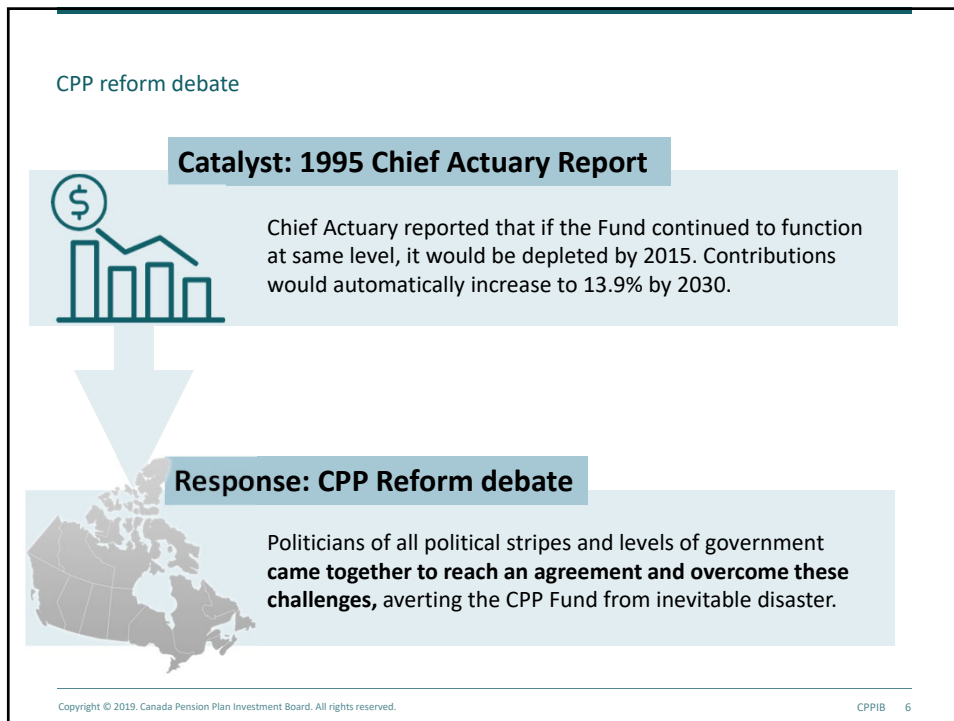 CPP reform debate
Catalyst: 1995 Chief Actuary Report
$
Chief Actuary reported that if the Fund continued to function
at same level, it would be depleted by 2015. Contributions
would automatically increase to 13.9% by 2030.
Response: CPP Reform debate
Politicians of all political stripes and levels of government
came together to reach an agreement and overcome these
challenges, averting the CPP Fund from inevitable disaster.
Copyright © 2019. Canada Pension Plan Investment Board. All rights reserved.
CPPIB 6